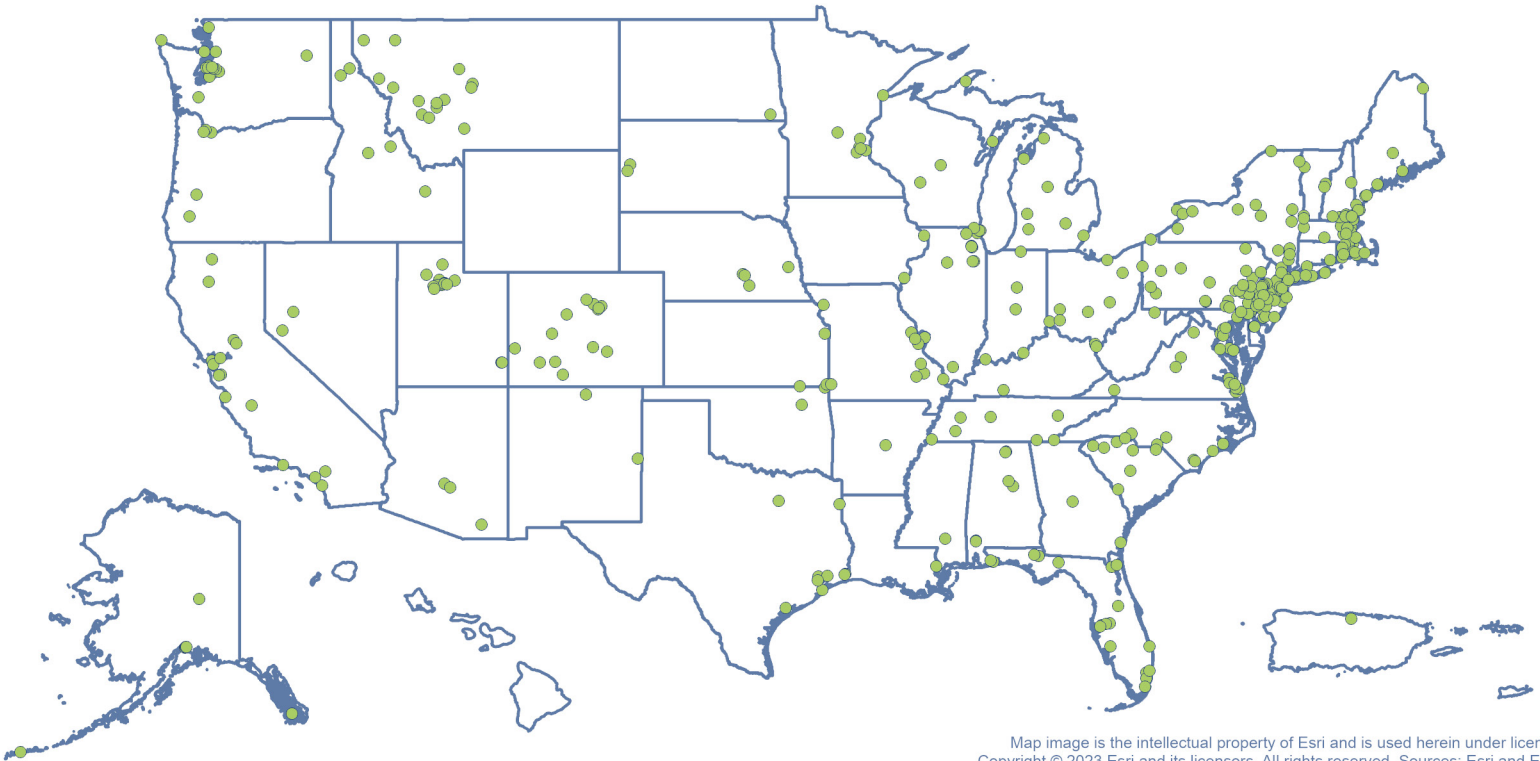 Map image is the intellectual property of Esri and is used herein under
Copyright © 2023 Esri and its licensors. All rights reserved. Sources: Esri and